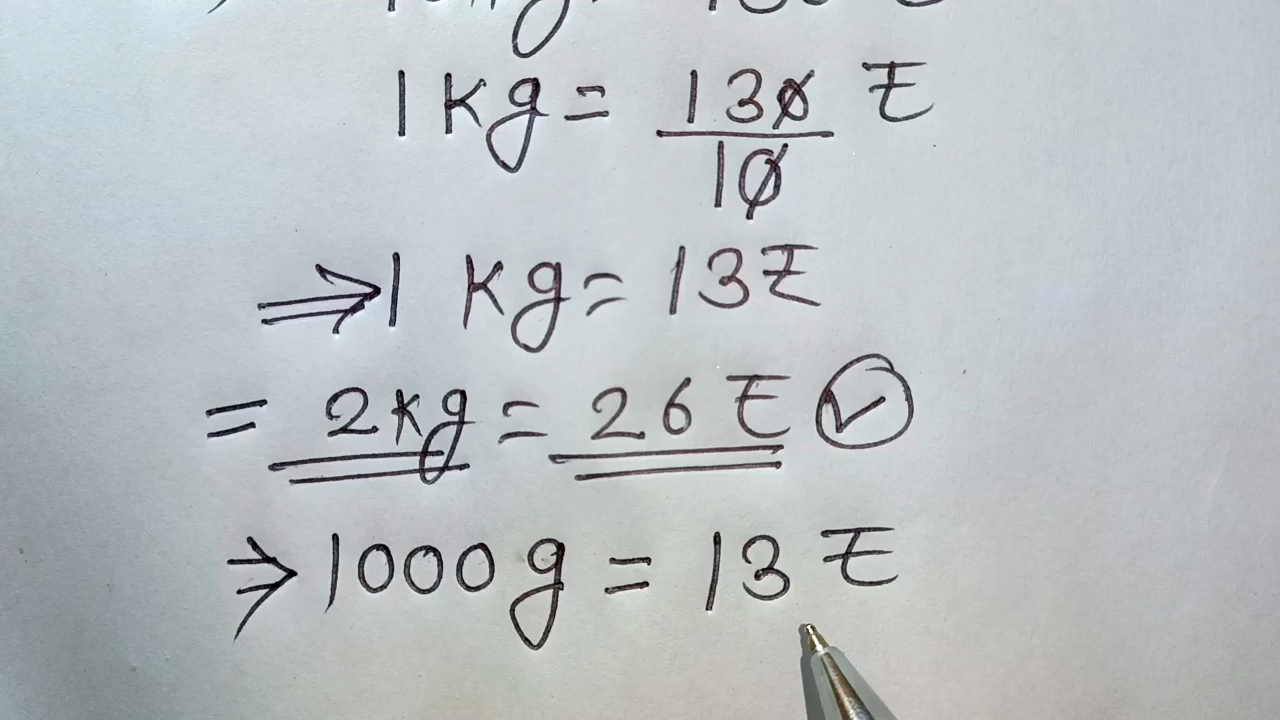 1 kg = 130/10 ₹
⇒ 1 kg = 13 ₹
= 2 kg = 26 ₹ ✓
⇒ 1000 g = 13 ₹